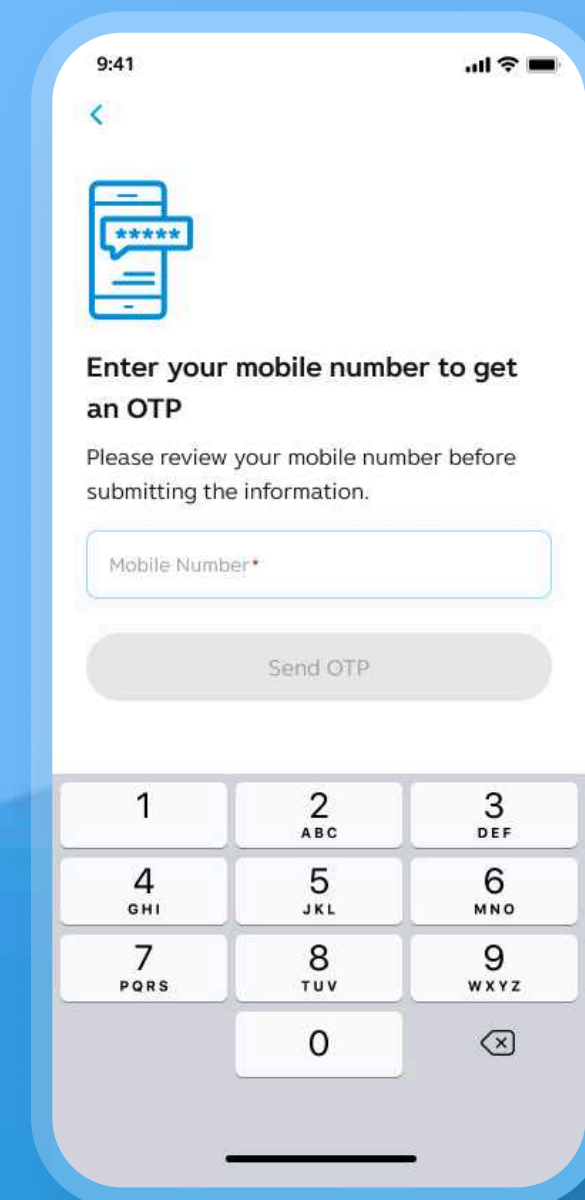 9:41
*****
Enter your mobile number to get
an OTP
Please review your mobile number before
submitting the information.
Mobile Number*
Send OTP
1 2 3
ABC DEF
4 5 6
GHI JKL MNO
7 8 9
PQRS TUV WXYZ
0